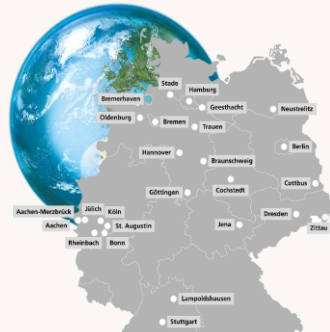 Stade
Hamburg
Bremerhaven
Geesthacht
Neustrelitz
Oldenburg
Bremen
Trauen
Berlin
Hannover
Braunschweig
Cottbus
Cochstedt
Göttingen
Aachen-Merzbrück
Jülich
Köln
Dresden
Aachen
St. Augustin
Jena
Zittau
Rheinbach
Bonn
Lampoldshausen
Stuttgart